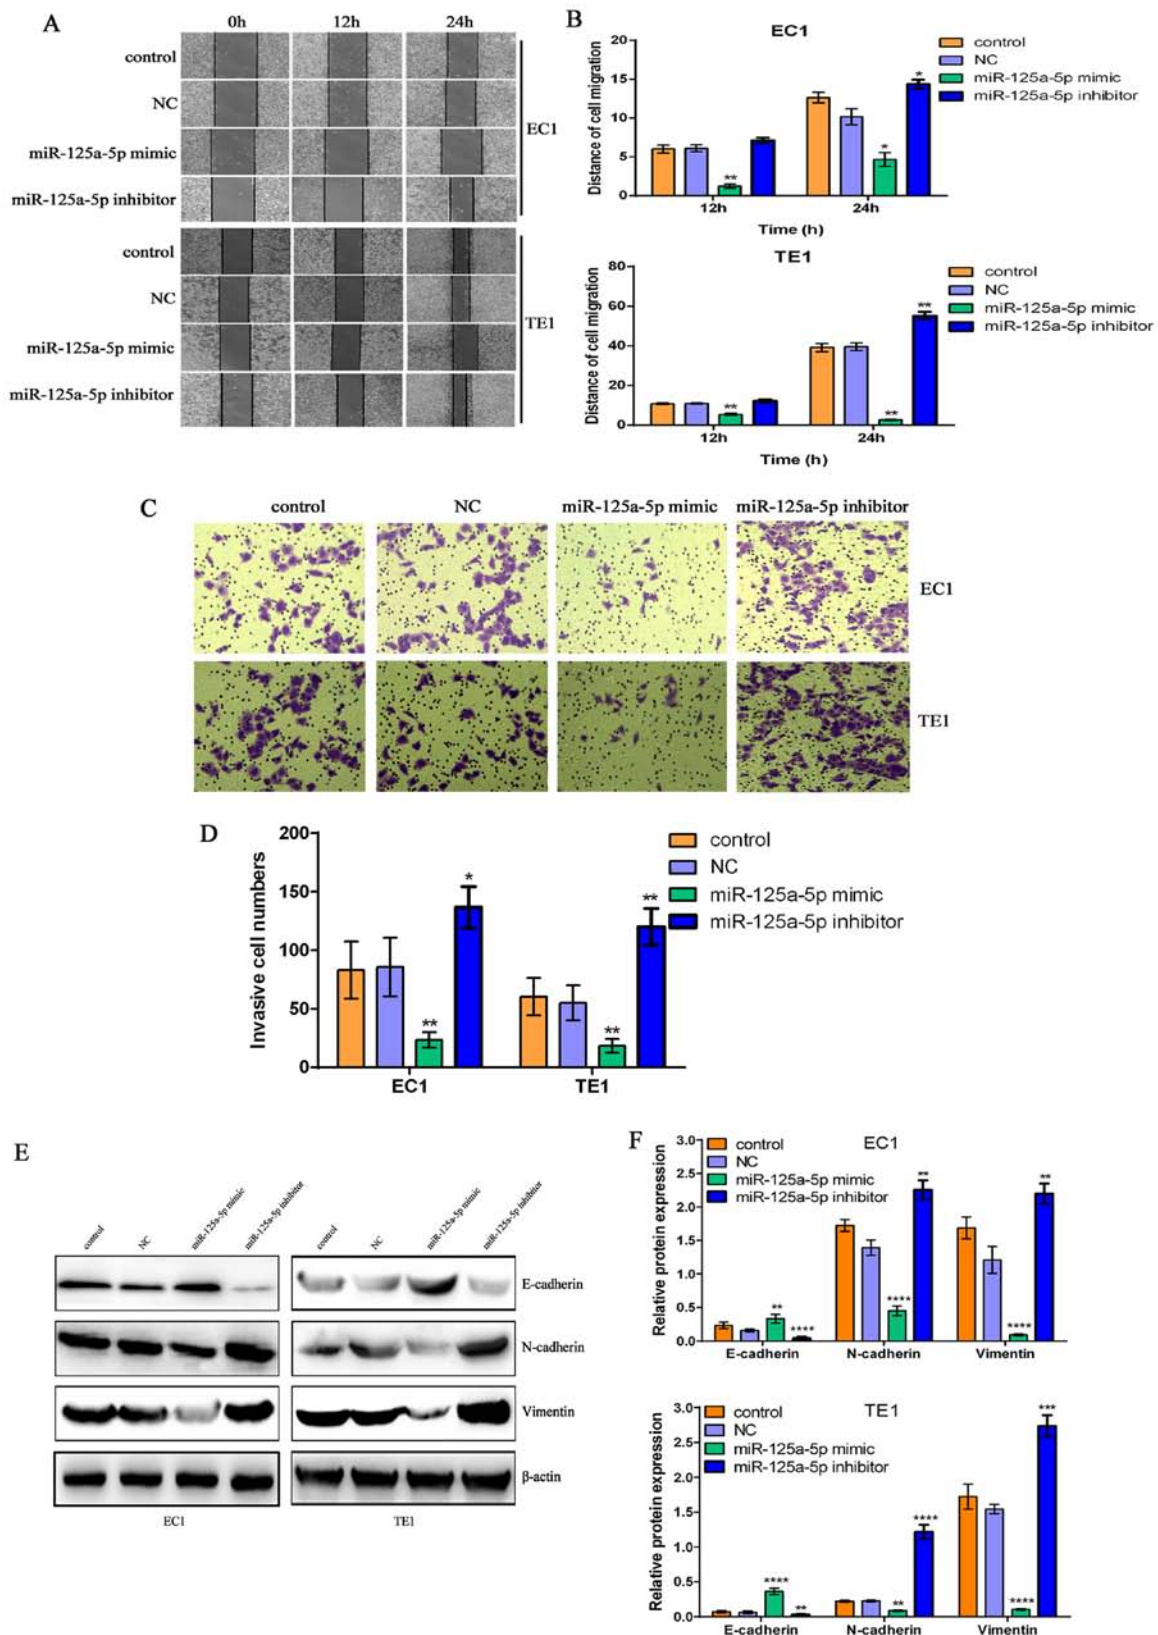 A
0h 12h 24h
control
NC
miR-125a-5p mimic
miR-125a-5p inhibitor
EC1
control
NC
miR-125a-5p mimic
miR-125a-5p inhibitor
TE1
B
EC1
Distance of cell migration
20
15
10
5
0
* * **
12h 24h
Time (h)
control
NC
miR-125a-5p mimic
miR-125a-5p inhibitor
TE1
Distance of cell migration
80
60
40
20
0
** ** **
12h 24h
Time (h)
control
NC
miR-125a-5p mimic
miR-125a-5p inhibitor
C
control NC miR-125a-5p mimic miR-125a-5p inhibitor
EC1
TE1
D
Invasive cell numbers
200
150
100
50
0
** * ** **
EC1 TE1
control
NC
miR-125a-5p mimic
miR-125a-5p inhibitor
E
control NC miR-125a-5p mimic miR-125a-5p inhibitor
control NC miR-125a-5p mimic miR-125a-5p inhibitor
E-cadherin
N-cadherin
Vimentin
β-actin
EC1 TE1
F
EC1
Relative protein expression
3.0
2.5
2.0
1.5
1.0
0.5
0.0
control
NC
miR-125a-5p mimic
miR-125a-5p inhibitor
** **** **** ** **** **
E-cadherin N-cadherin Vimentin
TE1
Relative protein expression
3.0
2.5
2.0
1.5
1.0
0.5
0.0
control
NC
miR-125a-5p mimic
miR-125a-5p inhibitor
**** ** ** **** **** ***
E-cadherin N-cadherin Vimentin